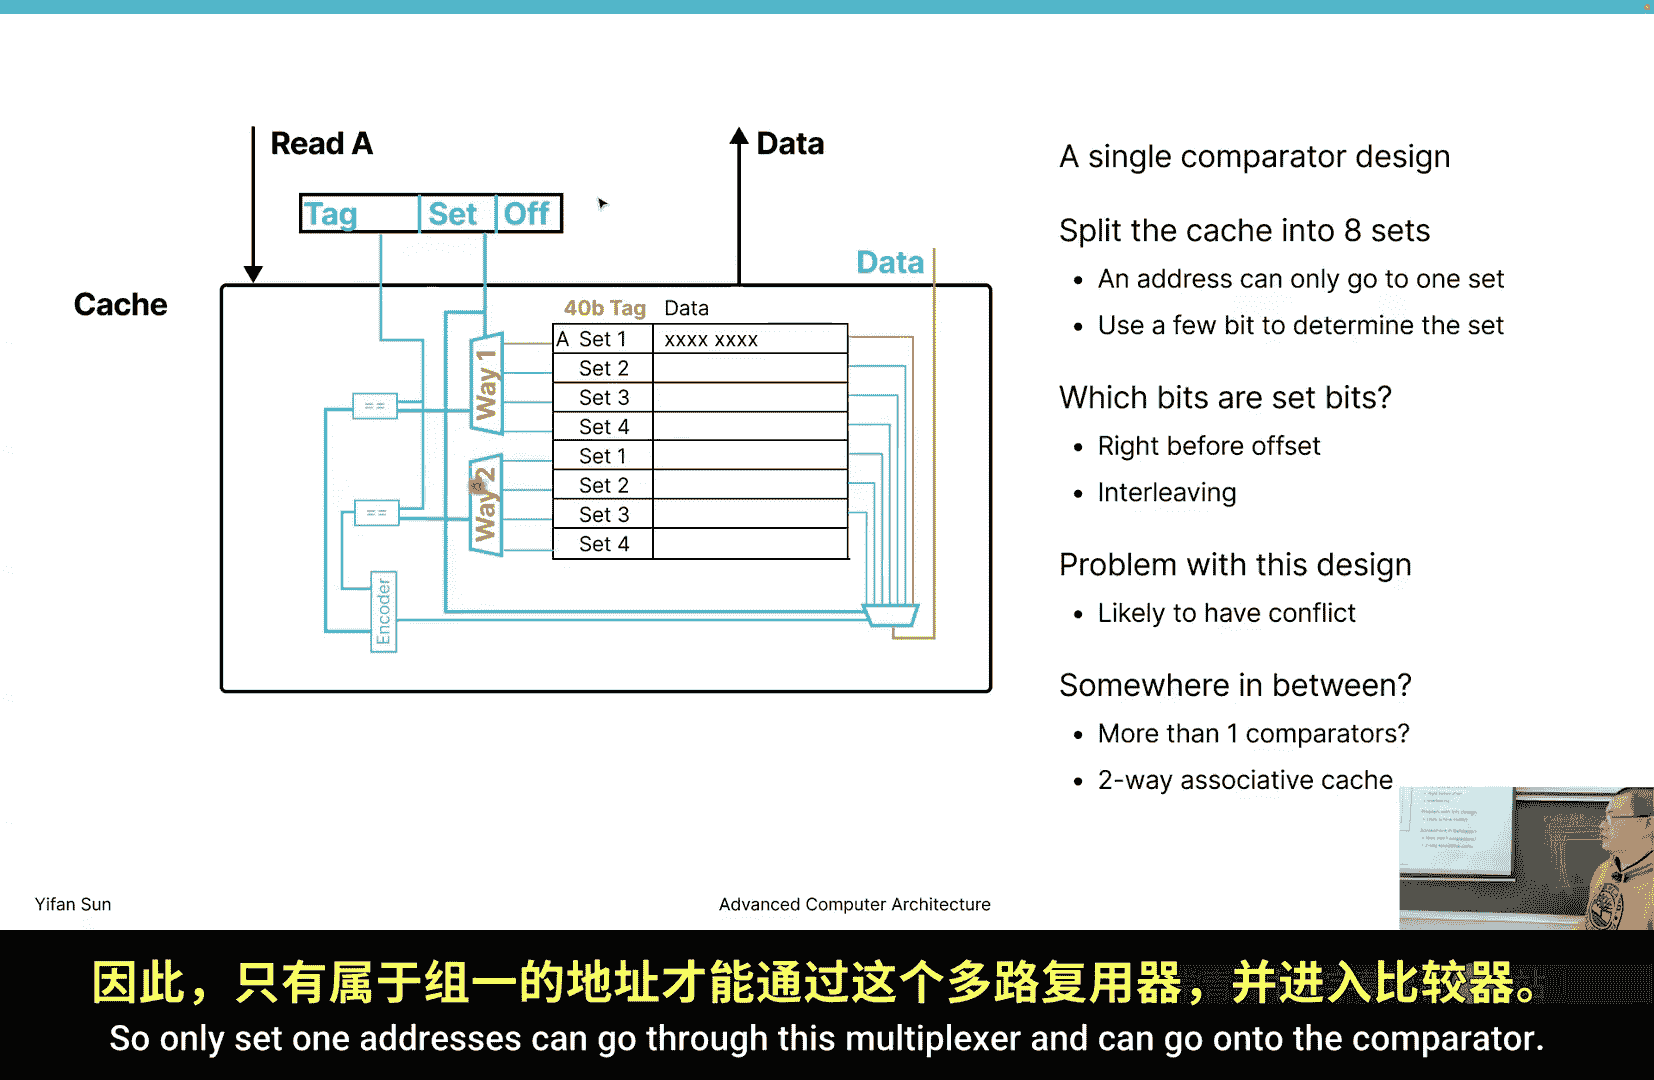 Read A
Data
Tag
Set
Off
Data
Cache
40b Tag
Data
A Set 1
xxxx xxxx
Set 2
Set 3
Set 4
Set 1
Set 2
Set 3
Set 4
Way 1
Way 2
==
==
Encoder
A single comparator design
Split the cache into 8 sets
• An address can only go to one set
• Use a few bit to determine the set
Which bits are set bits?
• Right before offset
• Interleaving
Problem with this design
• Likely to have conflict
Somewhere in between?
• More than 1 comparators?
• 2-way associative cache
Yifan Sun
Advanced Computer Architecture
因此，只有属于组一的地址才能通过这个多路复用器，并进入比较器。
So only set one addresses can go through this multiplexer and can go onto the comparator.